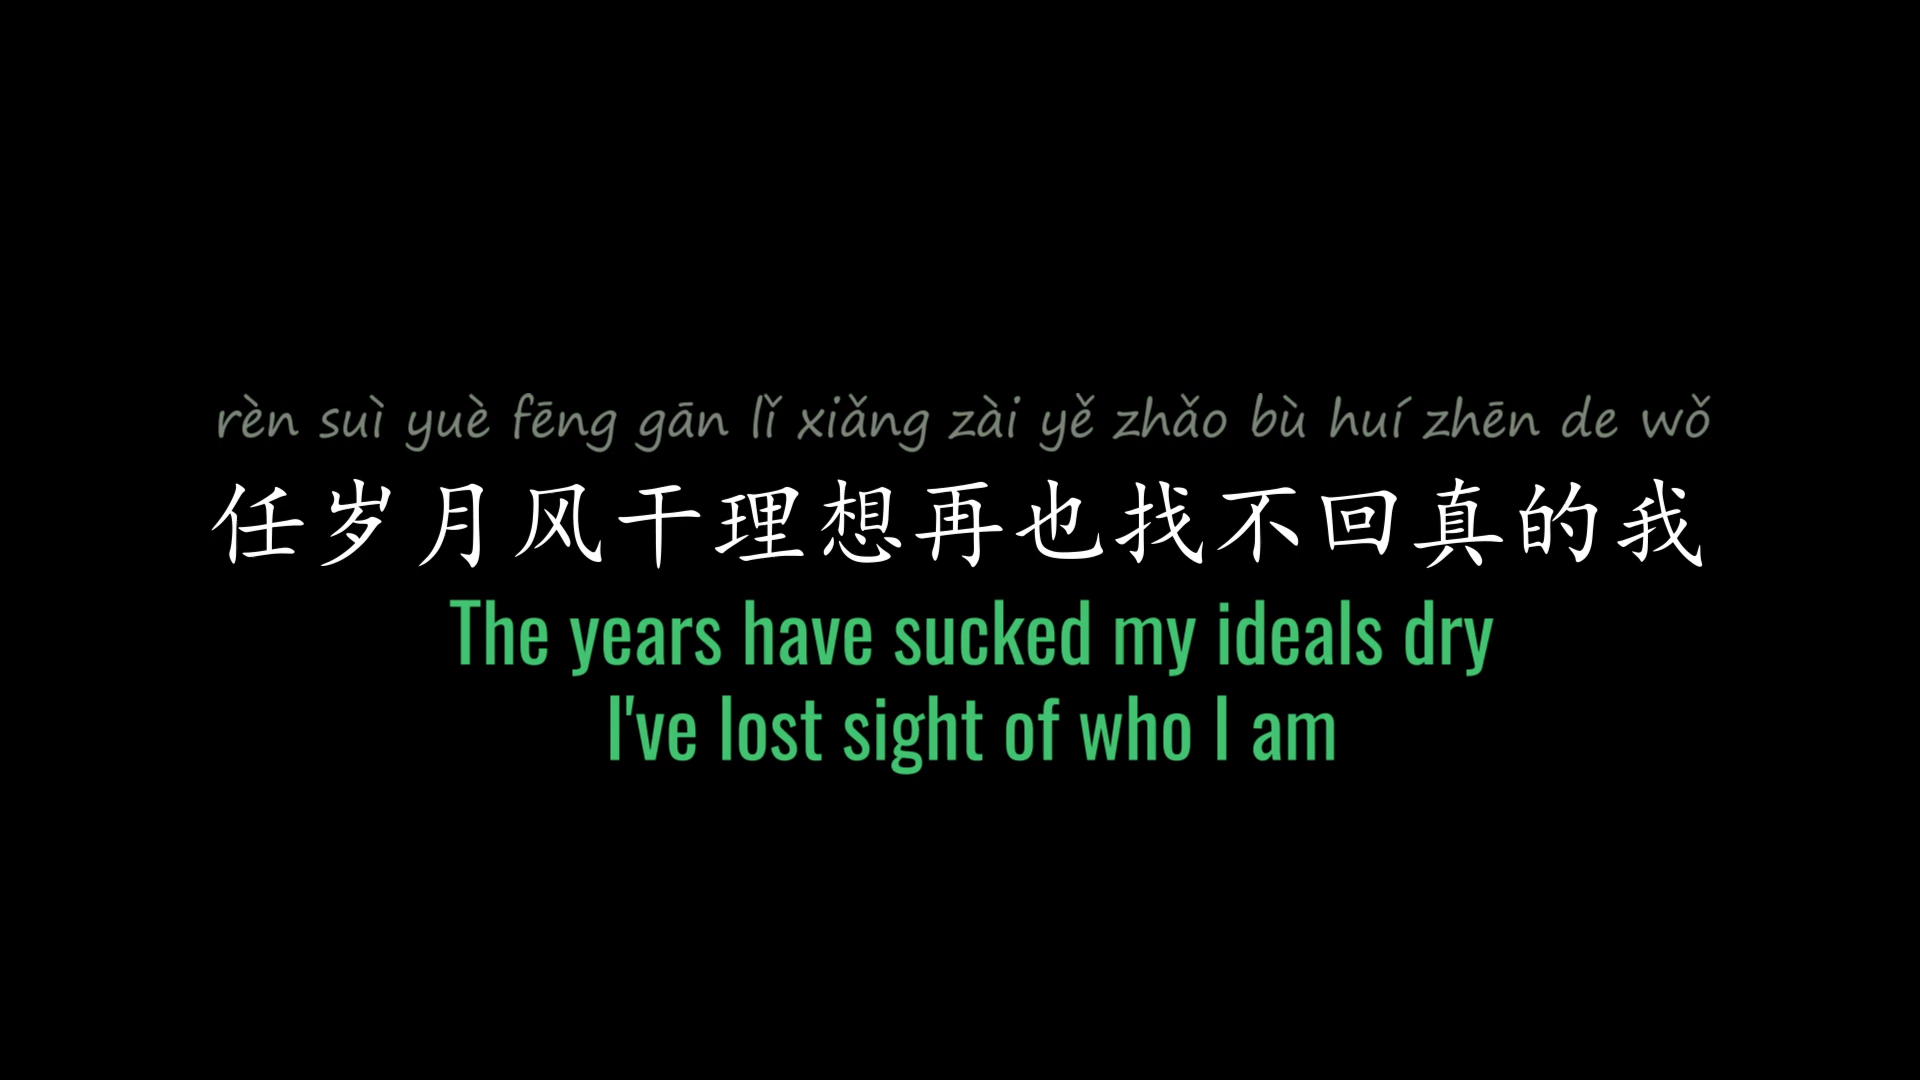 rèn suì yuè fēng gān lǐ xiǎng zài yě zhǎo bù huí zhēn de wǒ
任岁月风干理想再也找不回真的我
The years have sucked my ideals dry
I've lost sight of who I am